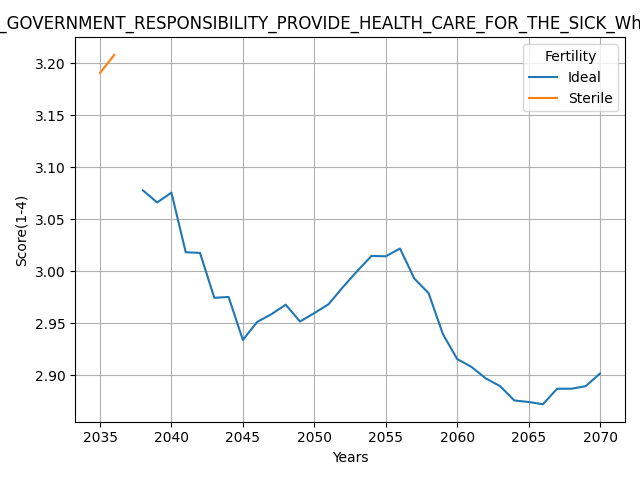 _GOVERNMENT_RESPONSIBILITY_PROVIDE_HEALTH_CARE_FOR_THE_SICK_Wh
Fertility
Ideal
Sterile
3.20
3.15
3.10
3.05
3.00
2.95
2.90
Score(1-4)
2035 2040 2045 2050 2055 2060 2065 2070
Years